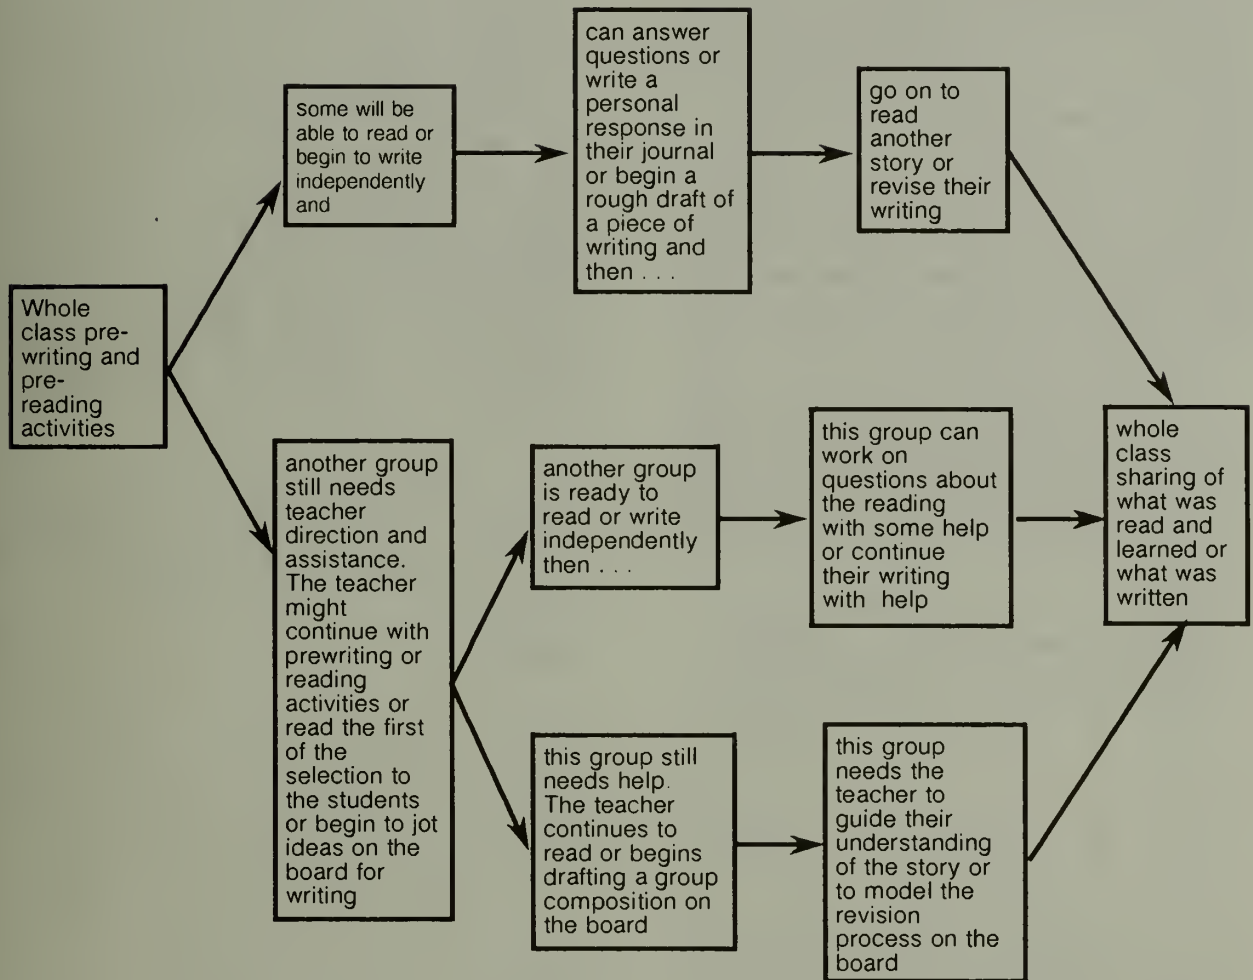 Whole
class pre-
writing and
pre-
reading
activities
some will be
able to read or
begin to write
independently
and
can answer
questions or
write a
personal
response in
their journal
or begin a
rough draft of
a piece of
writing and
then . . .
go on to
read
another
story or
revise their
writing
another group
still needs
teacher
direction and
assistance.
The teacher
might
continue with
prewriting or
reading
activities or
read the first
of the
selection to
the students
or begin to jot
ideas on the
board for
writing
another group
is ready to
read or write
independently
then . . .
this group can
work on
questions about
the reading
with some help
or continue
their writing
with help
this group still
needs help.
The teacher
continues to
read or begins
drafting a group
composition on
the board
this group
needs the
teacher to
guide their
understanding
of the story or
to model the
revision
process on the
board
whole
class
sharing of
what was
read and
learned or
what was
written